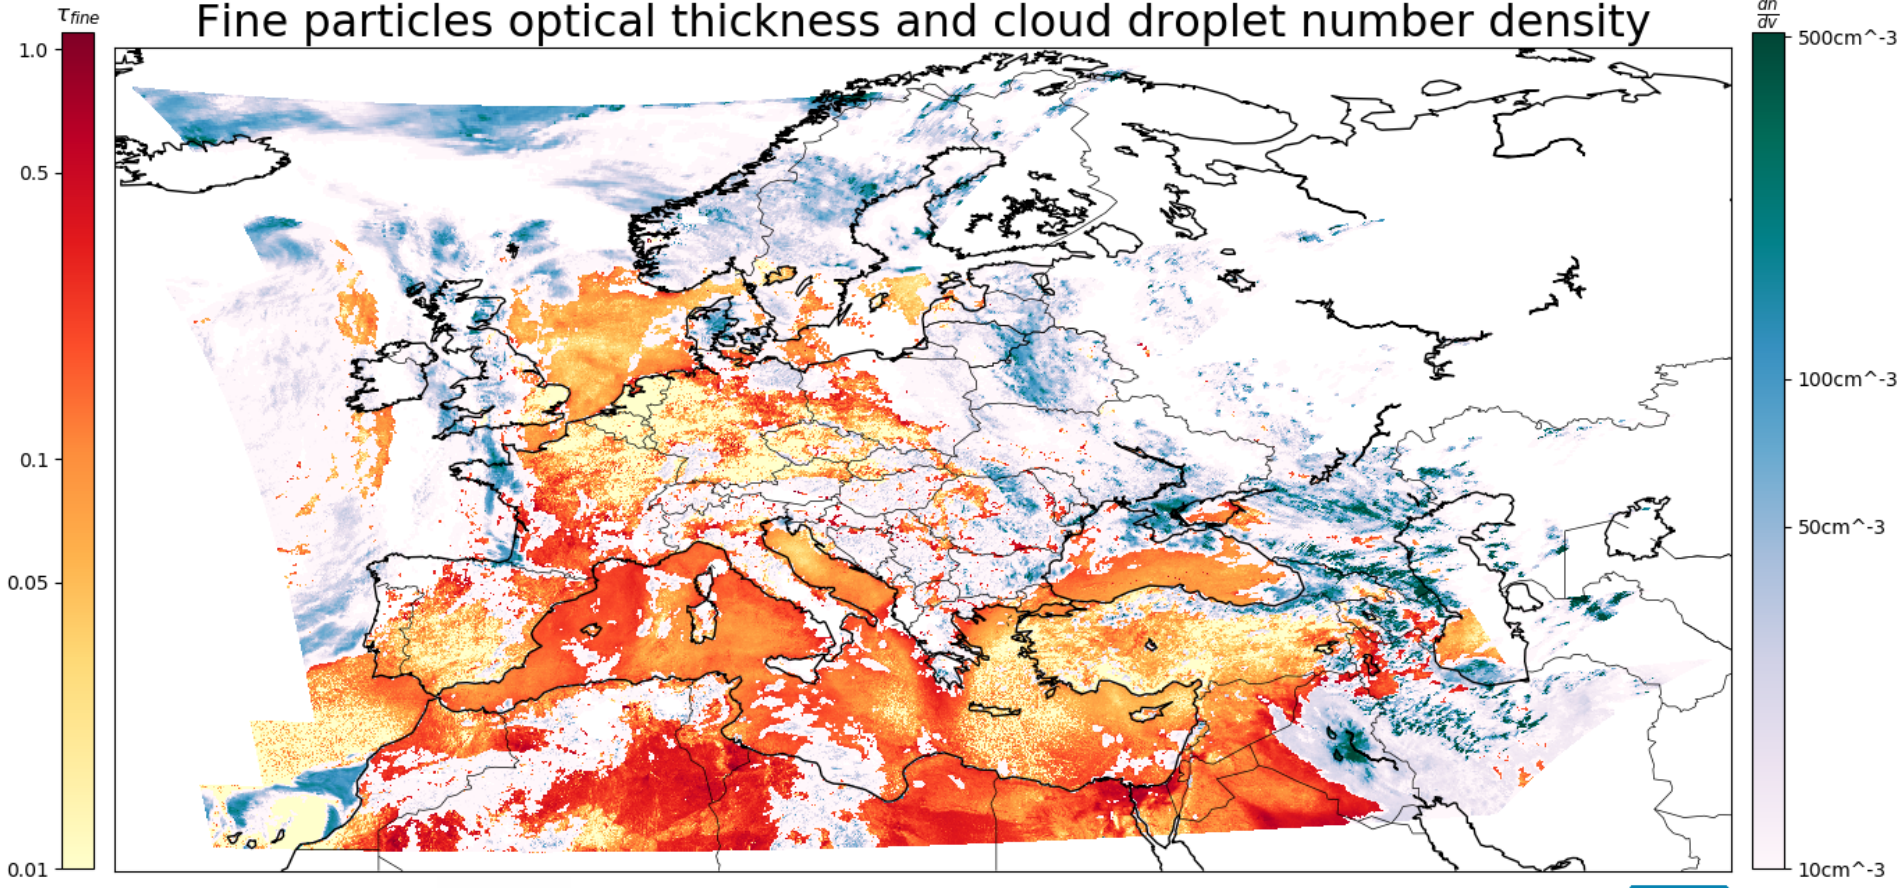 Fine particles optical thickness and cloud droplet number density
τfine
1.0
0.5
0.1
0.05
0.01
dn
dv
500cm^-3
100cm^-3
50cm^-3
10cm^-3